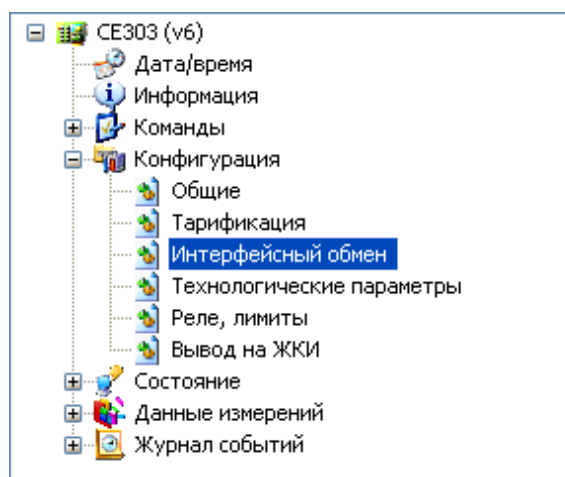 CE303 (v6)
Дата/время
Информация
Команды
Конфигурация
Общие
Тарификация
Интерфейсный обмен
Технологические параметры
Реле, лимиты
Вывод на ЖКИ
Состояние
Данные измерений
Журнал событий